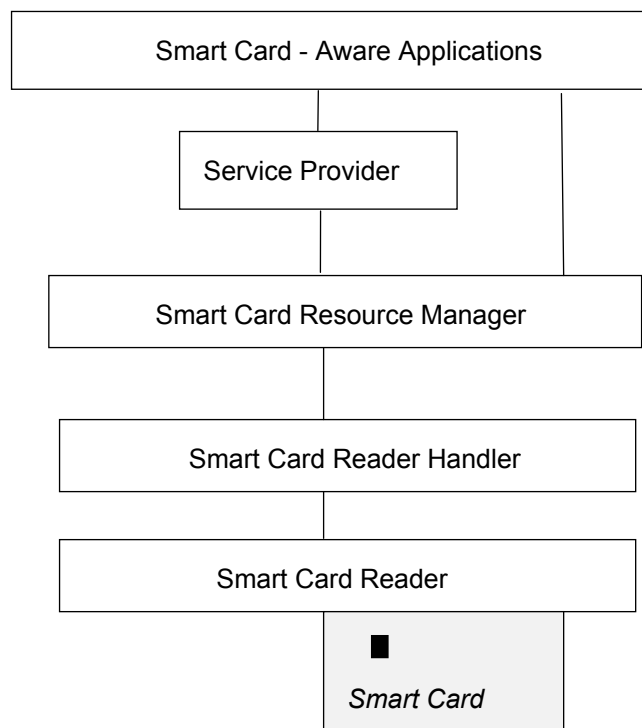 Smart Card - Aware Applications
Service Provider
Smart Card Resource Manager
Smart Card Reader Handler
Smart Card Reader
Smart Card